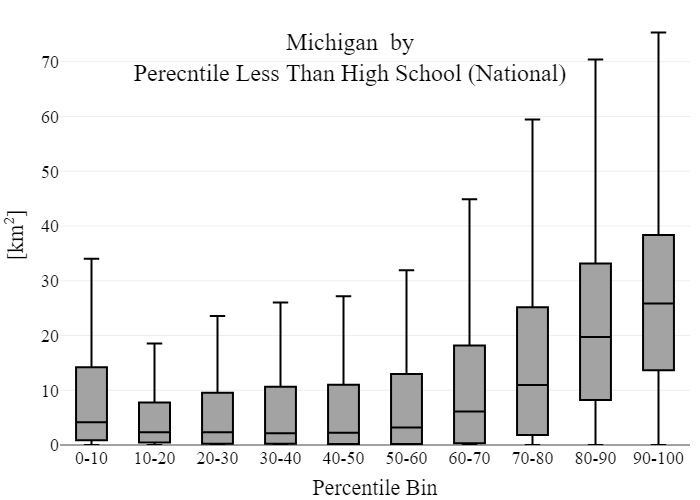 Michigan by
Perecntile Less Than High School (National)
[km²]
70
60
50
40
30
20
10
0
0-10 10-20 20-30 30-40 40-50 50-60 60-70 70-80 80-90 90-100
Percentile Bin